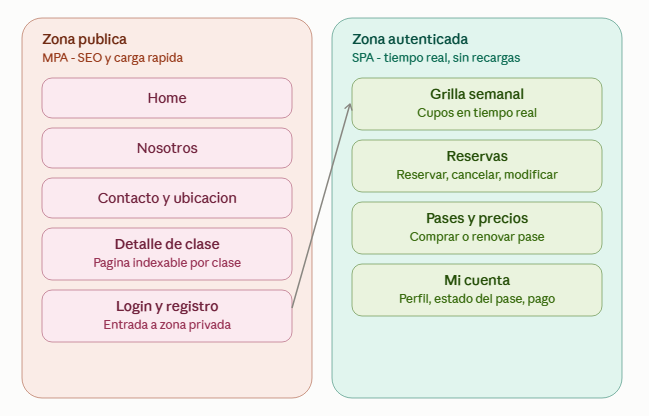 Zona publica
MPA - SEO y carga rapida
Home
Nosotros
Contacto y ubicacion
Detalle de clase
Pagina indexable por clase
Login y registro
Entrada a zona privada
Zona autenticada
SPA - tiempo real, sin recargas
Grilla semanal
Cupos en tiempo real
Reservas
Reservar, cancelar, modificar
Pases y precios
Comprar o renovar pase
Mi cuenta
Perfil, estado del pase, pago